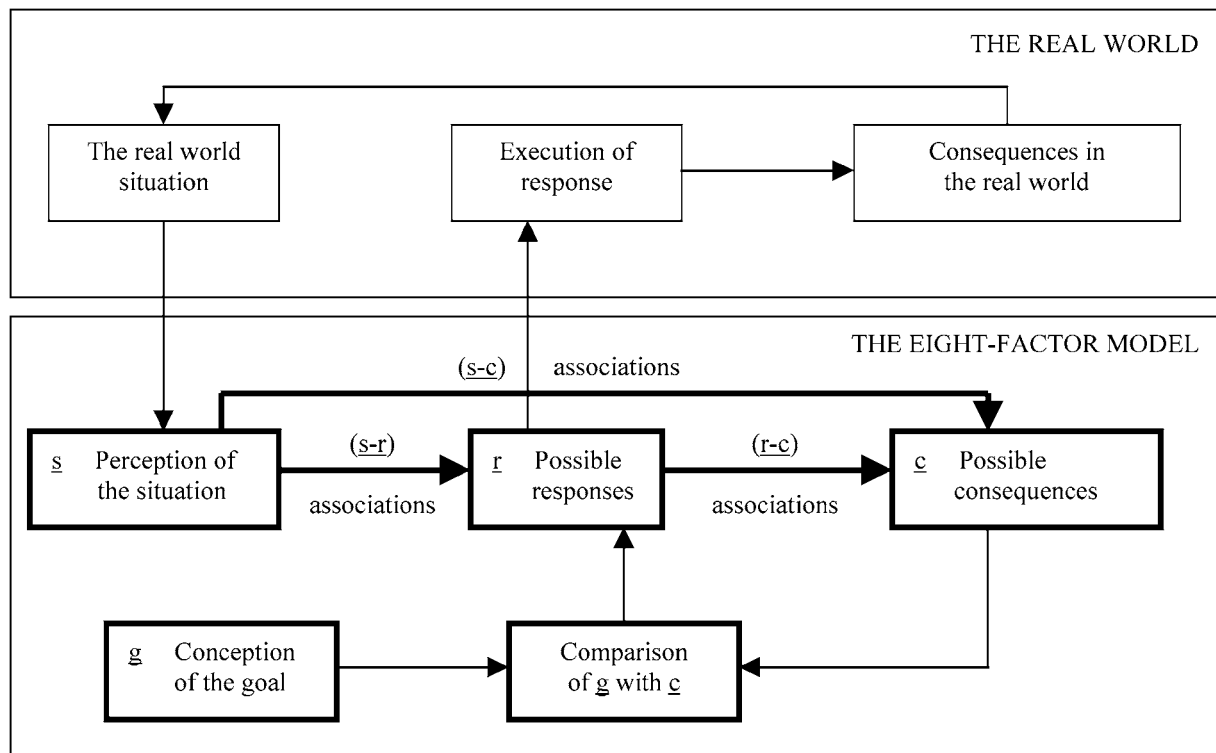 THE REAL WORLD
The real world
situation
Execution of
response
Consequences in
the real world
THE EIGHT-FACTOR MODEL
(s-c) associations
s Perception of
the situation
(s-r)
associations
r Possible
responses
(r-c)
associations
c Possible
consequences
g Conception
of the goal
Comparison
of g with c